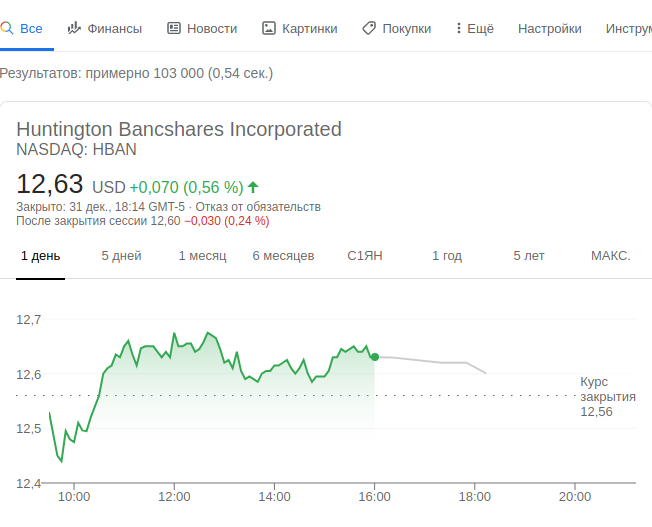 Все Финансы Новости Картинки Покупки Ещё Настройки Инструм
Результатов: примерно 103 000 (0,54 сек.)
Huntington Bancshares Incorporated
NASDAQ: HBAN
12,63 USD +0,070 (0,56 %)
Закрыто: 31 дек., 18:14 GMT-5 · Отказ от обязательств
После закрытия сессии 12,60 −0,030 (0,24 %)
1 день 5 дней 1 месяц 6 месяцев С1ЯН 1 год 5 лет МАКС.
12,7
12,6
Курс
закрытия
12,56
12,5
12,4
10:00 12:00 14:00 16:00 18:00 20:00